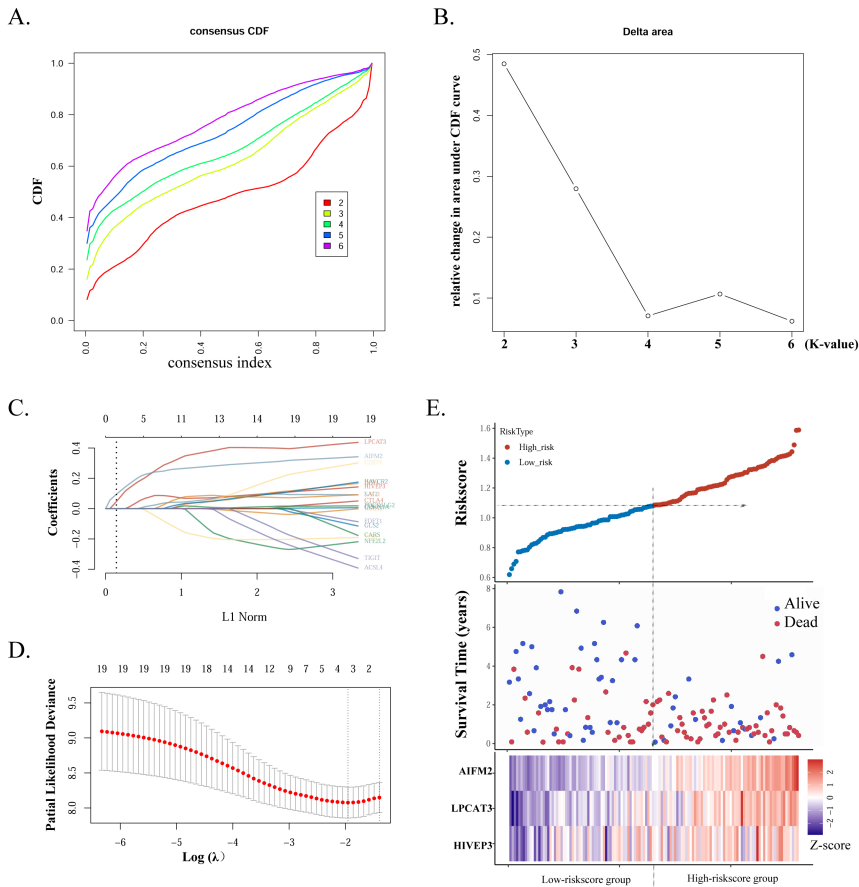 A.
consensus CDF
CDF
1.0
0.8
0.6
0.4
0.2
0.0
2
3
4
5
6
0.0 0.2 0.4 0.6 0.8 1.0
consensus index
B.
Delta area
relative change in area under CDF curve
0.5
0.4
0.3
0.2
0.1
2 3 4 5 6 (K-value)
C.
0 5 11 13 14 19 19 19
Coefficients
0.4
0.2
0.0
-0.2
-0.4
LPCAT3
AIFM2
HIVEP3
CTLA4
GLS2
CARS
NFE2L2
TIGIT
ACSL4
0 1 2 3
L1 Norm
D.
19 19 19 19 19 18 14 14 12 9 7 5 4 3 2
Patial Likelihood Deviance
9.5
9.0
8.5
8.0
-6 -5 -4 -3 -2
Log (λ)
E.
Riskscore
1.6
1.4
1.2
1.0
0.8
0.6
RiskType
High_risk
Low_risk
Survival Time (years)
8
6
4
2
0
Alive
Dead
AIFM2
LPCAT3
HIVEP3
2
1
0
-1
-2
Z-score
Low-riskscore group High-riskscore group